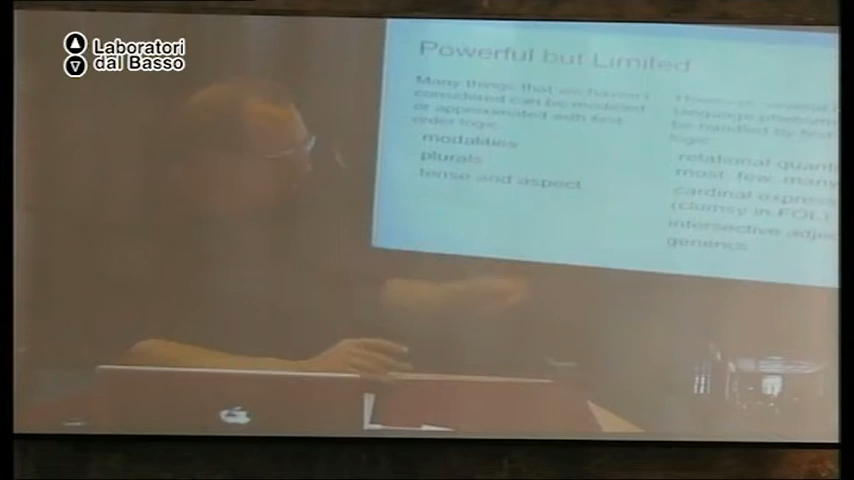 Laboratori
dal Basso
Powerful but Limited
Many things that we haven't
considered can be modeled
or approximated with first
order logic.
modalities
plurals
tense and aspect
However, several
language phenom
be handled by first
logic
relational quant
most, few, many
cardinal express
(clumsy in FOL)
intersective adje
generics